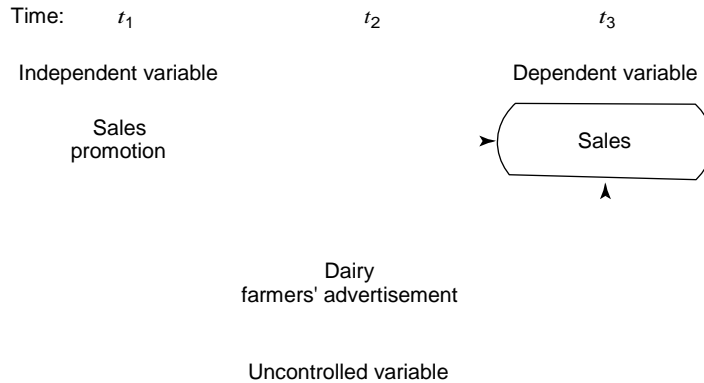 Time: t1 t2 t3
Independent variable Dependent variable
Sales
promotion
Sales
Dairy
farmers' advertisement
Uncontrolled variable